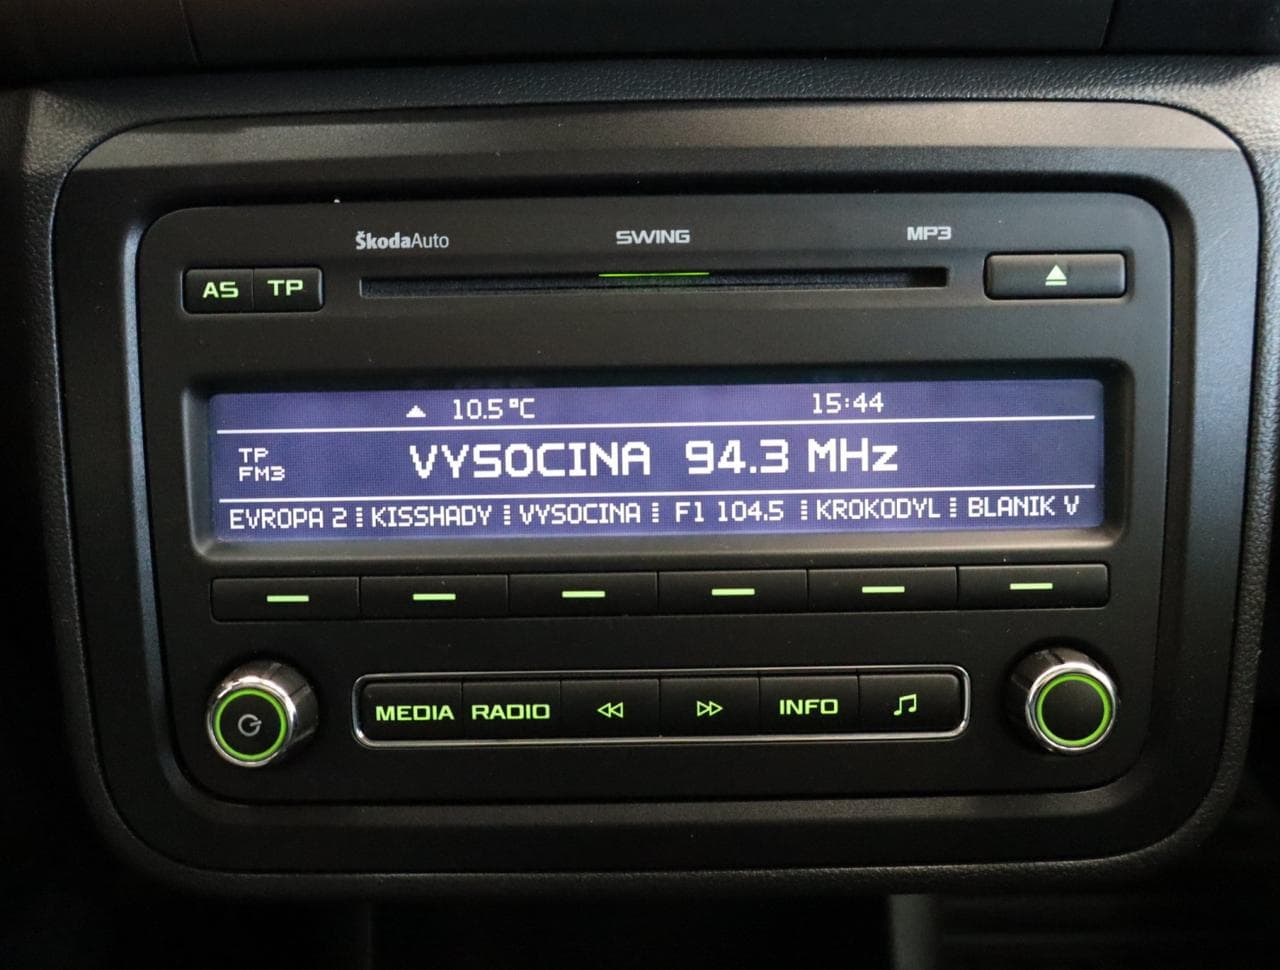 ŠkodaAuto SWING MP3
AS TP
10.5°C 15:44
TP
FM3
VYSOCINA 94.3 MHz
EVROPA 2 KISSHADY VYSOCINA F1 104.5 KROKODYL BLANIK V
MEDIA RADIO INFO